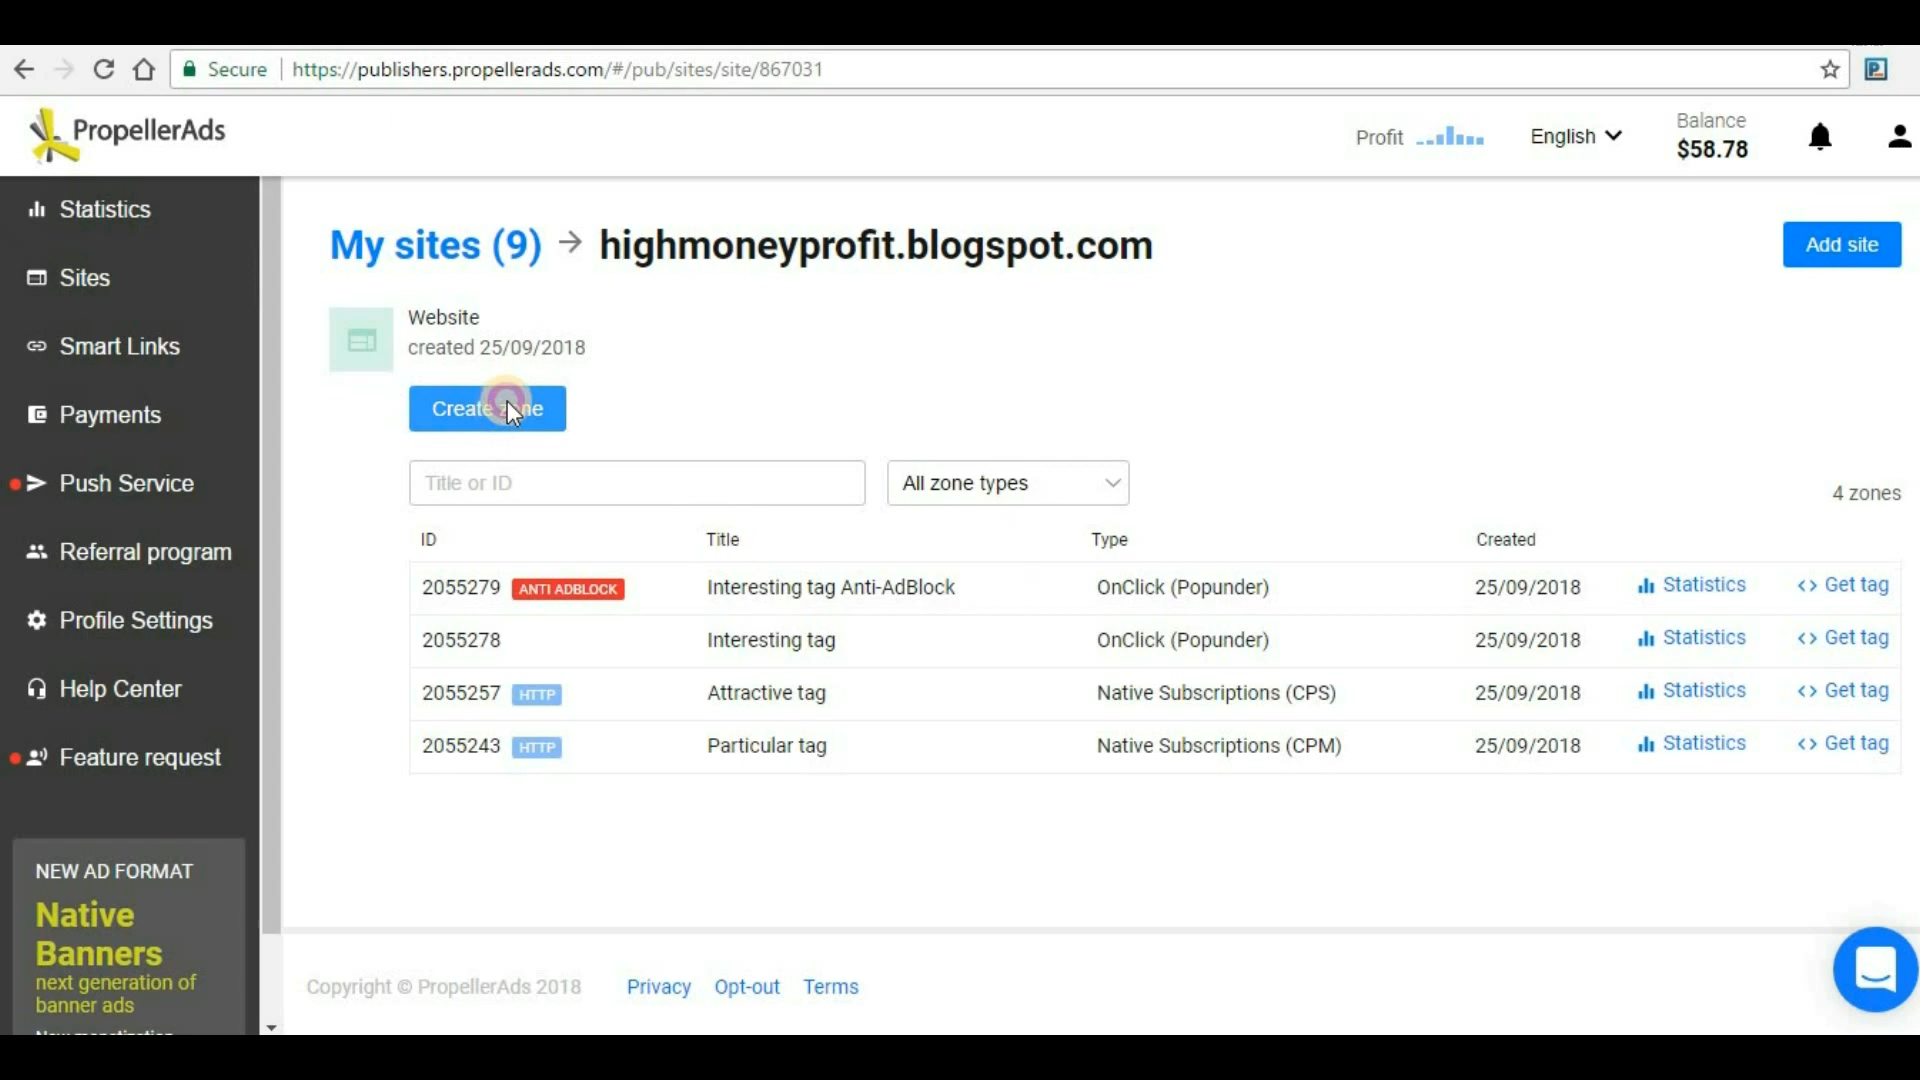 Secure https://publishers.propellerads.com/#/pub/sites/site/867031
PropellerAds
Profit
English
Balance
$58.78
Statistics
Sites
Smart Links
Payments
Push Service
Referral program
Profile Settings
Help Center
Feature request
NEW AD FORMAT
Native
Banners
next generation of
banner ads
My sites (9) → highmoneyprofit.blogspot.com
Add site
Website
created 25/09/2018
Create
Title or ID
All zone types
4 zones
ID Title Type Created
2055279 ANTI ADBLOCK Interesting tag Anti-AdBlock OnClick (Popunder) 25/09/2018 Statistics <> Get tag
2055278 Interesting tag OnClick (Popunder) 25/09/2018 Statistics <> Get tag
2055257 HTTP Attractive tag Native Subscriptions (CPS) 25/09/2018 Statistics <> Get tag
2055243 HTTP Particular tag Native Subscriptions (CPM) 25/09/2018 Statistics <> Get tag
Copyright © PropellerAds 2018 Privacy Opt-out Terms